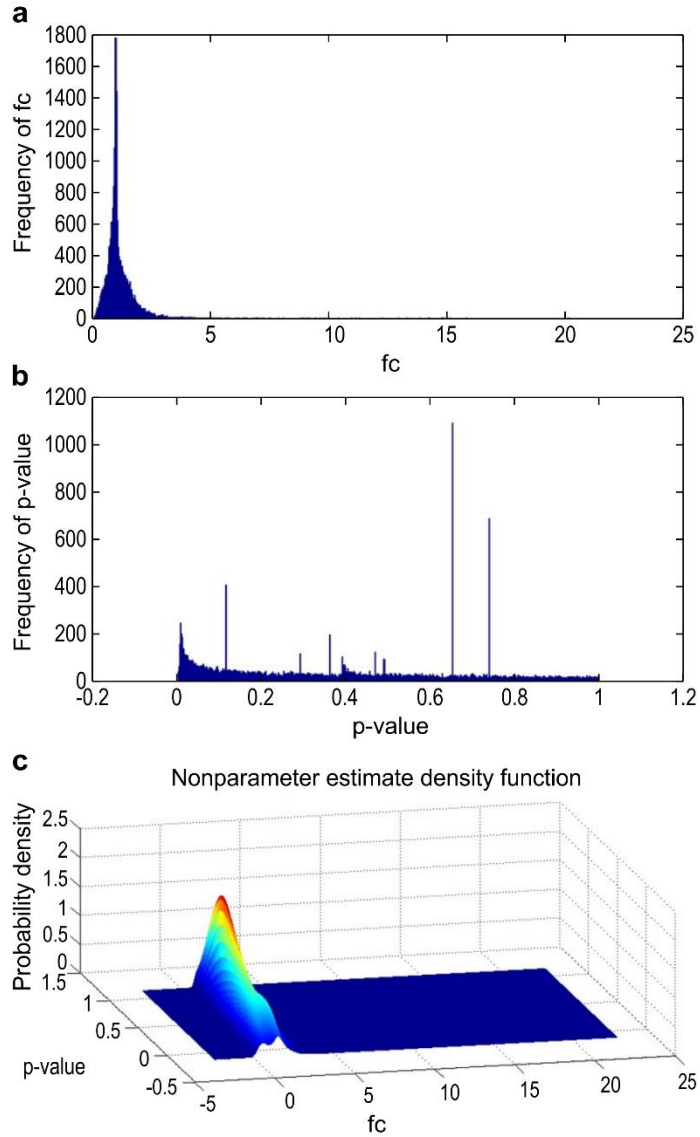 a
1800
1600
1400
1200
1000
800
600
400
200
0
Frequency of fc
0 5 10 15 20 25
fc
b
1200
1000
800
600
400
200
0
Frequency of p-value
-0.2 0 0.2 0.4 0.6 0.8 1 1.2
p-value
c
Nonparameter estimate density function
2.5
2
1.5
1
0.5
0
Probability density
1.5
1
0.5
0
-0.5
p-value
-5 0 5 10 15 20 25
fc